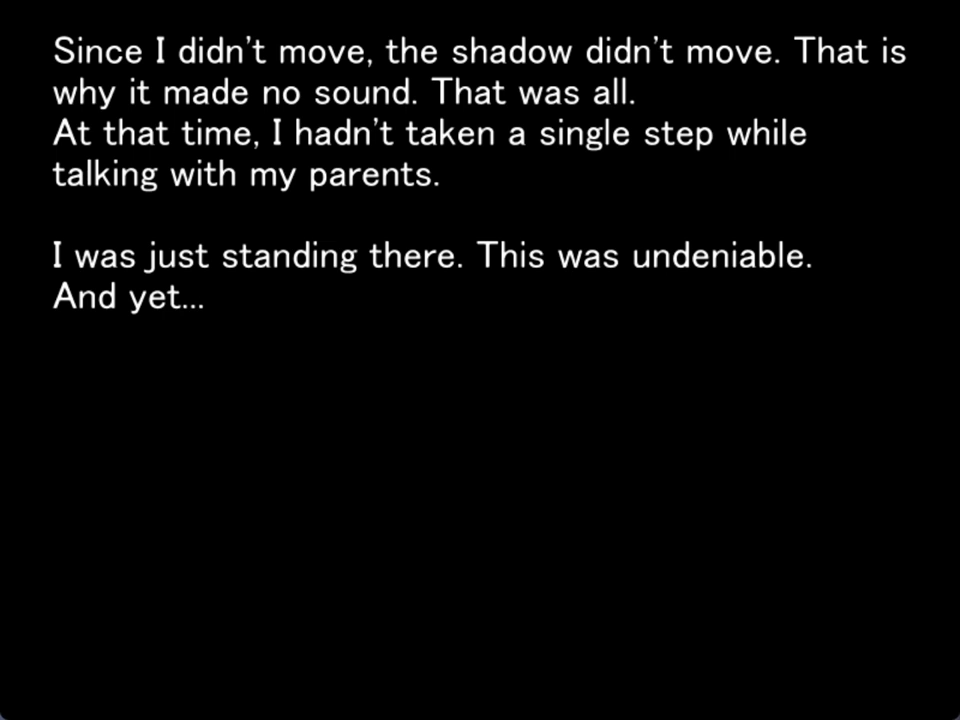 Since I didn't move, the shadow didn't move. That is
why it made no sound. That was all.
At that time, I hadn't taken a single step while
talking with my parents.
I was just standing there. This was undeniable.
And yet...